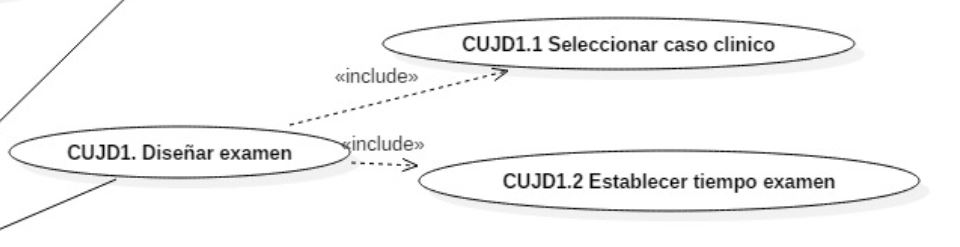 CUJD1.1 Seleccionar caso clinico
«include»
«include»
CUJD1. Diseñar examen
CUJD1.2 Establecer tiempo examen